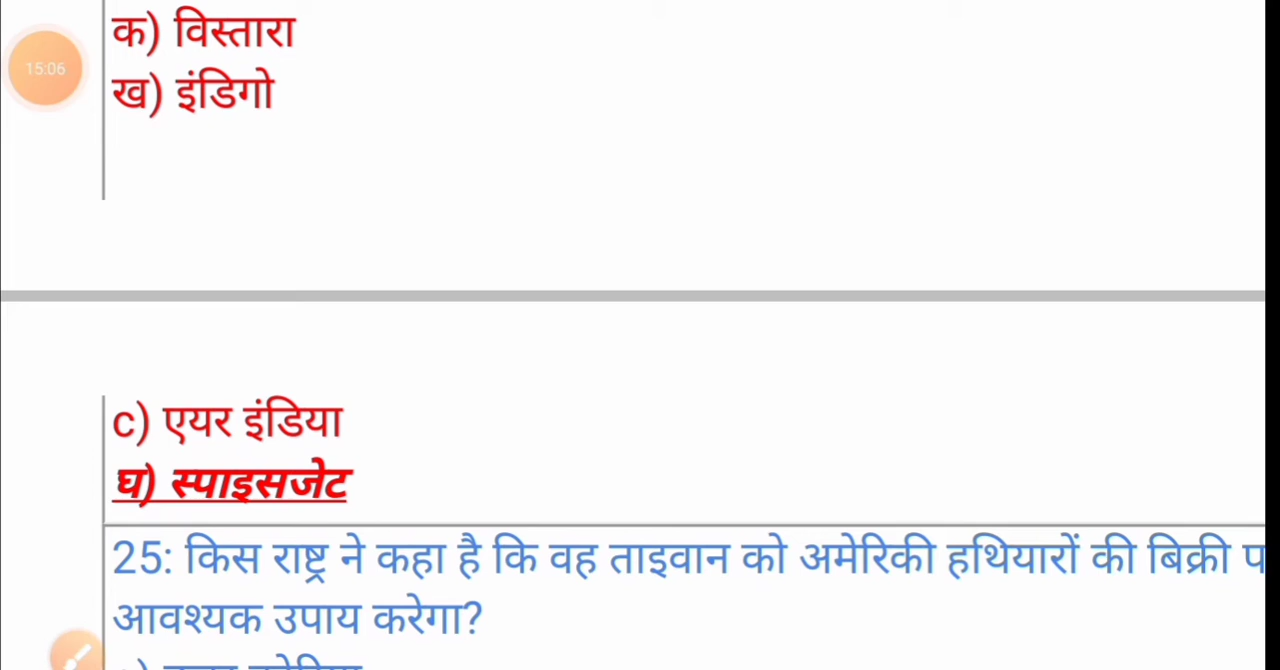 15:06
क) विस्तारा
ख) इंडिगो
c) एयर इंडिया
घ) स्पाइसजेट
25: किस राष्ट्र ने कहा है कि वह ताइवान को अमेरिकी हथियारों की बिक्री
आवश्यक उपाय करेगा?